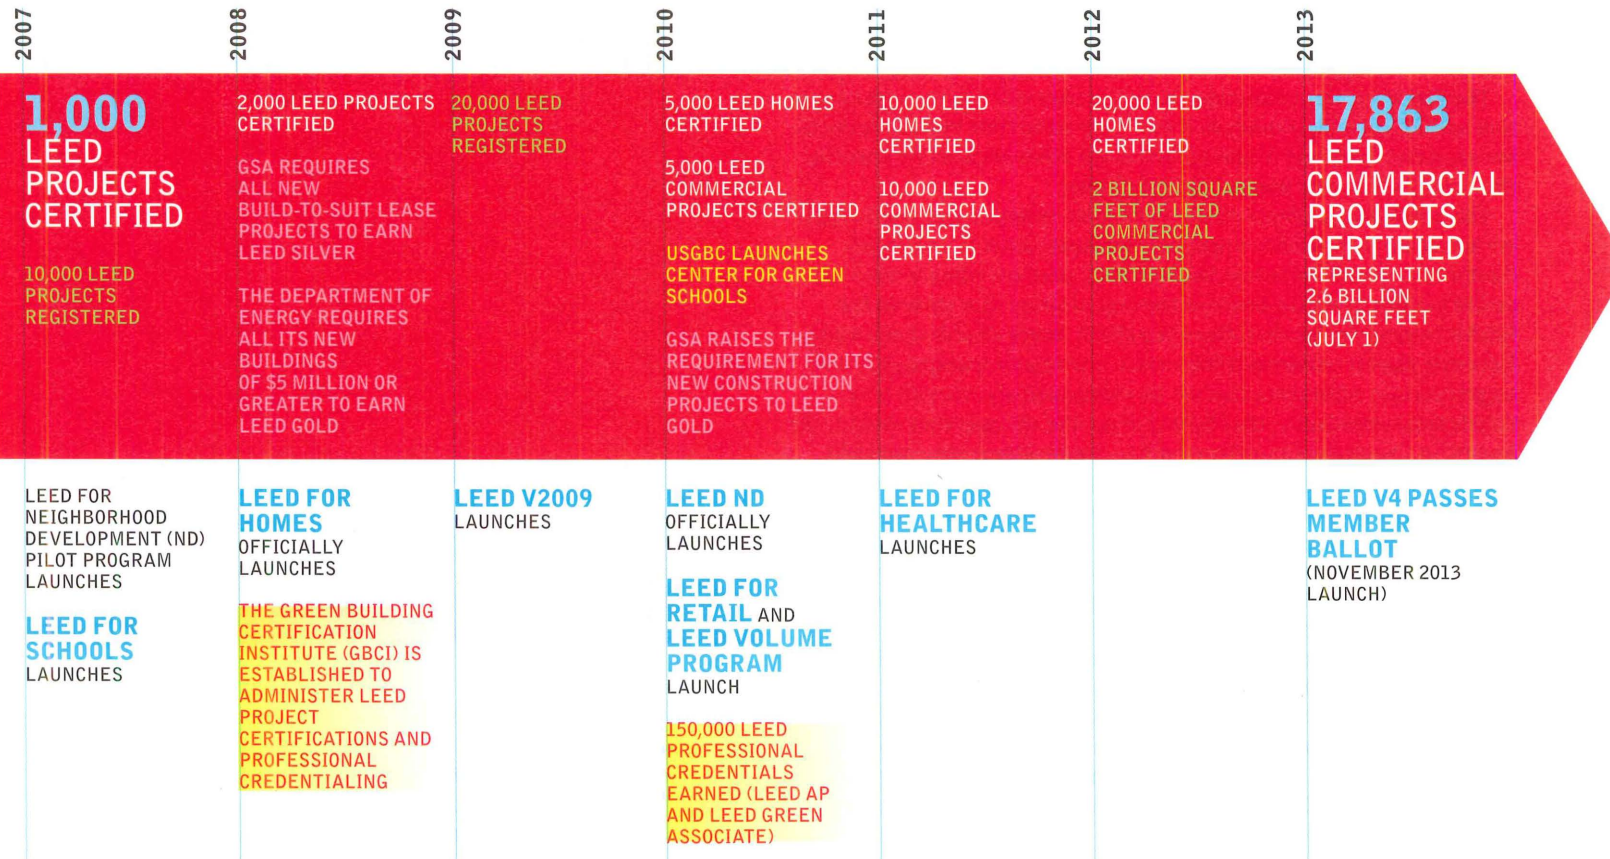 2007
2008
2009
2010
2011
2012
2013
1,000
LEED
PROJECTS
CERTIFIED
10,000 LEED
PROJECTS
REGISTERED
2,000 LEED PROJECTS
CERTIFIED
GSA REQUIRES
ALL NEW
BUILD-TO-SUIT LEASE
PROJECTS TO EARN
LEED SILVER
THE DEPARTMENT OF
ENERGY REQUIRES
ALL ITS NEW
BUILDINGS
OF $5 MILLION OR
GREATER TO EARN
LEED GOLD
20,000 LEED
PROJECTS
REGISTERED
5,000 LEED HOMES
CERTIFIED
5,000 LEED
COMMERCIAL
PROJECTS CERTIFIED
USGBC LAUNCHES
CENTER FOR GREEN
SCHOOLS
GSA RAISES THE
REQUIREMENT FOR ITS
NEW CONSTRUCTION
PROJECTS TO LEED
GOLD
10,000 LEED
HOMES
CERTIFIED
10,000 LEED
COMMERCIAL
PROJECTS
CERTIFIED
20,000 LEED
HOMES
CERTIFIED
2 BILLION SQUARE
FEET OF LEED
COMMERCIAL
PROJECTS
CERTIFIED
17,863
LEED
COMMERCIAL
PROJECTS
CERTIFIED
REPRESENTING
2.6 BILLION
SQUARE FEET
(JULY 1)
LEED FOR
NEIGHBORHOOD
DEVELOPMENT (ND)
PILOT PROGRAM
LAUNCHES
LEED FOR
SCHOOLS
LAUNCHES
LEED FOR
HOMES
OFFICIALLY
LAUNCHES
THE GREEN BUILDING
CERTIFICATION
INSTITUTE (GBCI) IS
ESTABLISHED TO
ADMINISTER LEED
PROJECT
CERTIFICATIONS AND
PROFESSIONAL
CREDENTIALING
LEED V2009
LAUNCHES
LEED ND
OFFICIALLY
LAUNCHES
LEED FOR
RETAIL AND
LEED VOLUME
PROGRAM
LAUNCH
150,000 LEED
PROFESSIONAL
CREDENTIALS
EARNED (LEED AP
AND LEED GREEN
ASSOCIATE)
LEED FOR
HEALTHCARE
LAUNCHES
LEED V4 PASSES
MEMBER
BALLOT
(NOVEMBER 2013
LAUNCH)